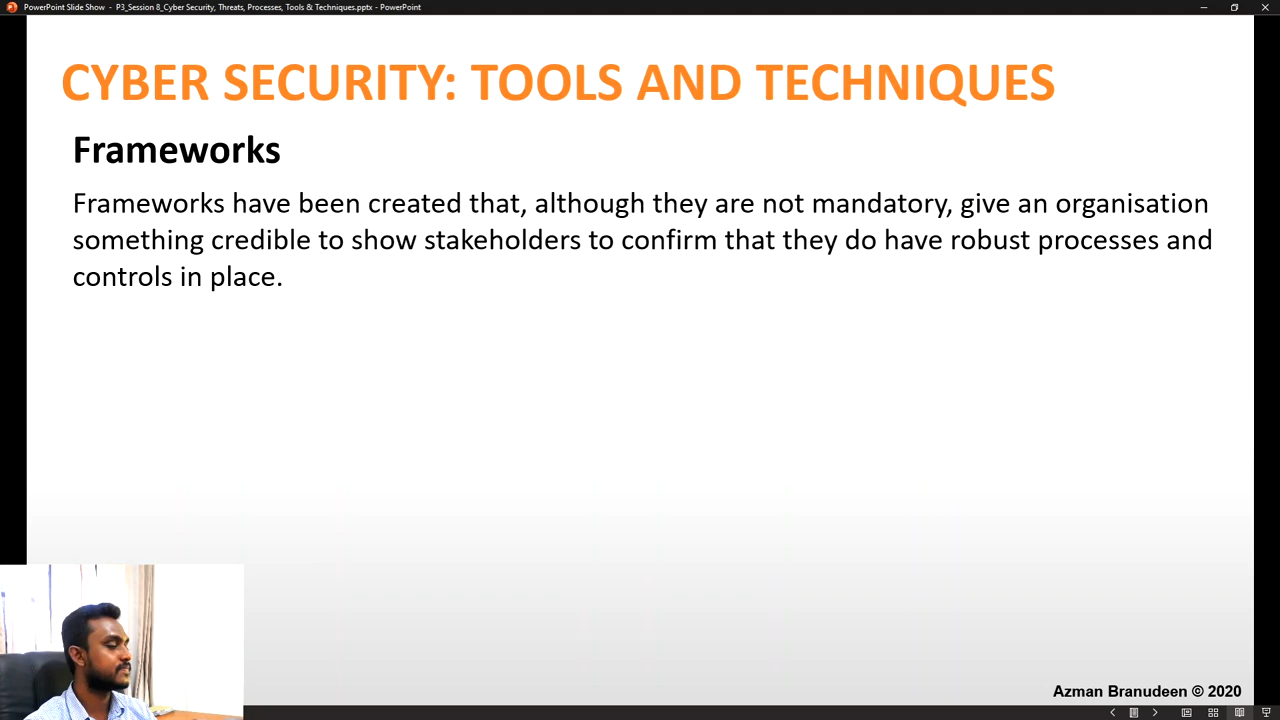 PowerPoint Slide Show - P3_Session 8_Cyber Security, Threats, Processes, Tools & Techniques.pptx - PowerPoint
CYBER SECURITY: TOOLS AND TECHNIQUES
Frameworks
Frameworks have been created that, although they are not mandatory, give an organisation
something credible to show stakeholders to confirm that they do have robust processes and
controls in place.
Azman Branudeen © 2020